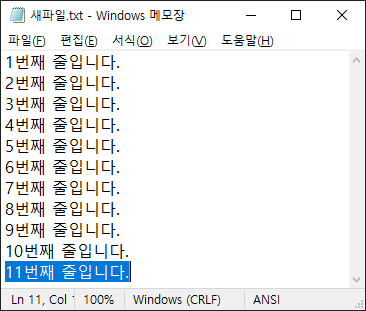 새파일.txt - Windows 메모장
파일(F) 편집(E) 서식(O) 보기(V) 도움말(H)
1번째 줄입니다.
2번째 줄입니다.
3번째 줄입니다.
4번째 줄입니다.
5번째 줄입니다.
6번째 줄입니다.
7번째 줄입니다.
8번째 줄입니다.
9번째 줄입니다.
10번째 줄입니다.
11번째 줄입니다.
Ln 11, Col 100% Windows (CRLF) ANSI